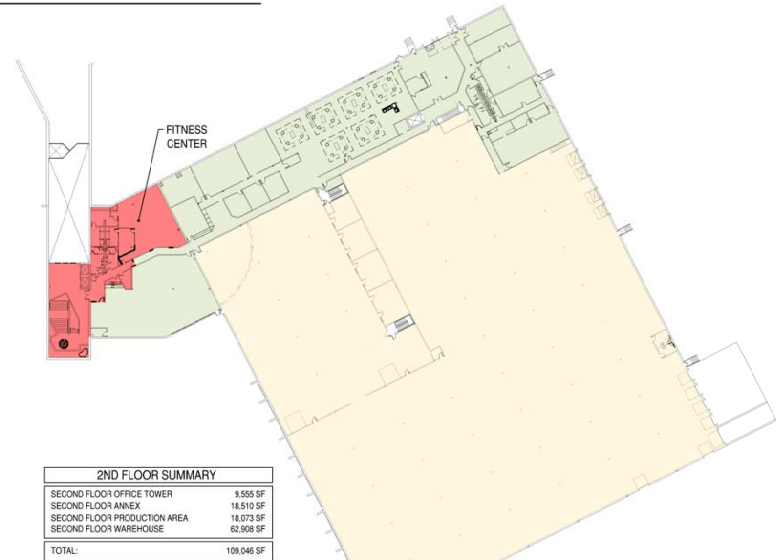 FITNESS
CENTER
2ND FLOOR SUMMARY
SECOND FLOOR OFFICE TOWER 9,555 SF
SECOND FLOOR ANNEX 18,510 SF
SECOND FLOOR PRODUCTION AREA 18,073 SF
SECOND FLOOR WAREHOUSE 62,908 SF
TOTAL: 109,046 SF